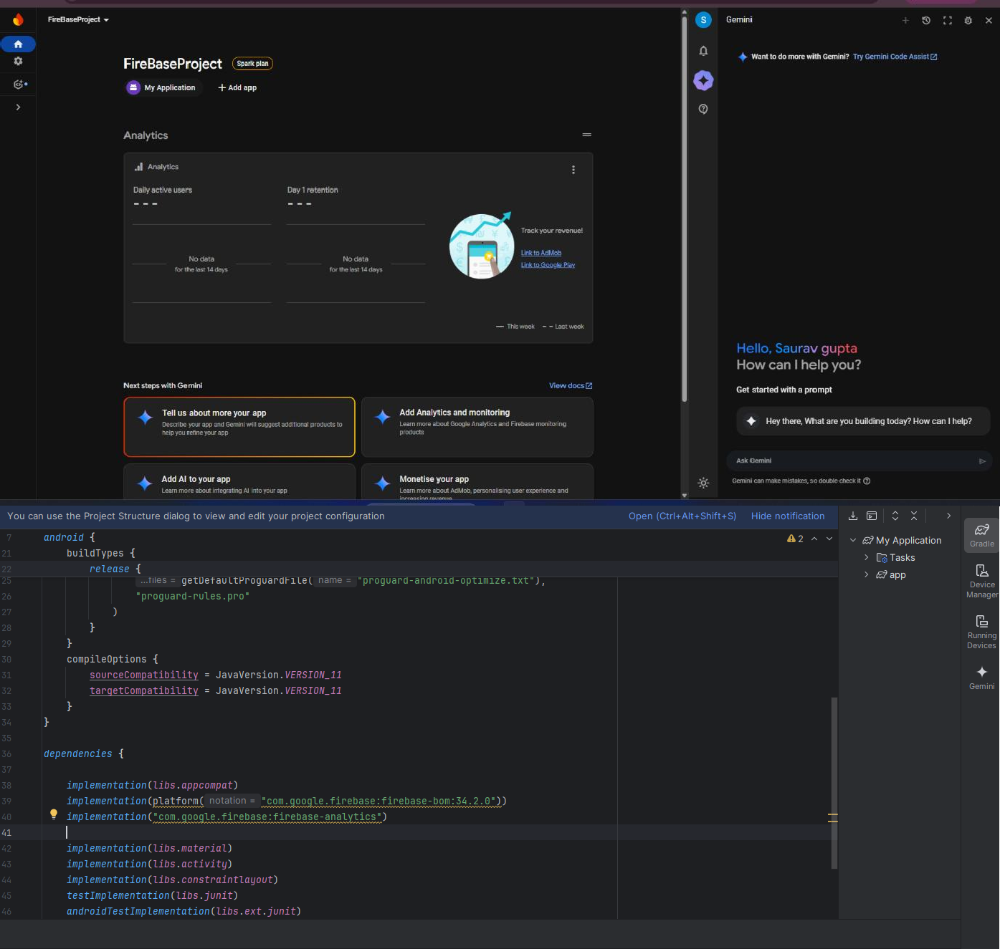 FireBaseProject
FireBaseProject Spark plan
My Application + Add app
Analytics
Analytics
Daily active users Day 1 retention
- - - - - -
Track your revenue!
Link to AdMob
Link to Google Play
No data
for the last 14 days
No data
for the last 14 days
This week Last week
Next steps with Gemini View docs
Tell us about more your app
Describe your app and Gemini will suggest additional products to
help you refine your app
Add Analytics and monitoring
Learn more about Google Analytics and Firebase monitoring
products
Add AI to your app
Learn more about integrating AI into your app
Monetise your app
Learn more about AdMob, personalising user experience and
increasing revenue
S
Gemini
Want to do more with Gemini? Try Gemini Code Assist
Hello, Saurav gupta
How can I help you?
Get started with a prompt
Hey there, What are you building today? How can I help?
Ask Gemini
Gemini can make mistakes, so double-check it
You can use the Project Structure dialog to view and edit your project configuration Open (Ctrl+Alt+Shift+S) Hide notification
7 android {
2
21 buildTypes {
22 release {
25 ...files = getDefaultProguardFile( name = "proguard-android-optimize.txt"),
26 "proguard-rules.pro"
27 )
28 }
29 }
30 compileOptions {
31 sourceCompatibility = JavaVersion.VERSION_11
32 targetCompatibility = JavaVersion.VERSION_11
33 }
34 }
35
36 dependencies {
37
38 implementation(libs.appcompat)
39 implementation(platform( notation = "com.google.firebase:firebase-bom:34.2.0"))
40 implementation("com.google.firebase:firebase-analytics")
41
42 implementation(libs.material)
43 implementation(libs.activity)
44 implementation(libs.constraintlayout)
45 testImplementation(libs.junit)
46 androidTestImplementation(libs.ext.junit)
My Application
Tasks
app
Gradle
Device
Manager
Running
Devices
Gemini